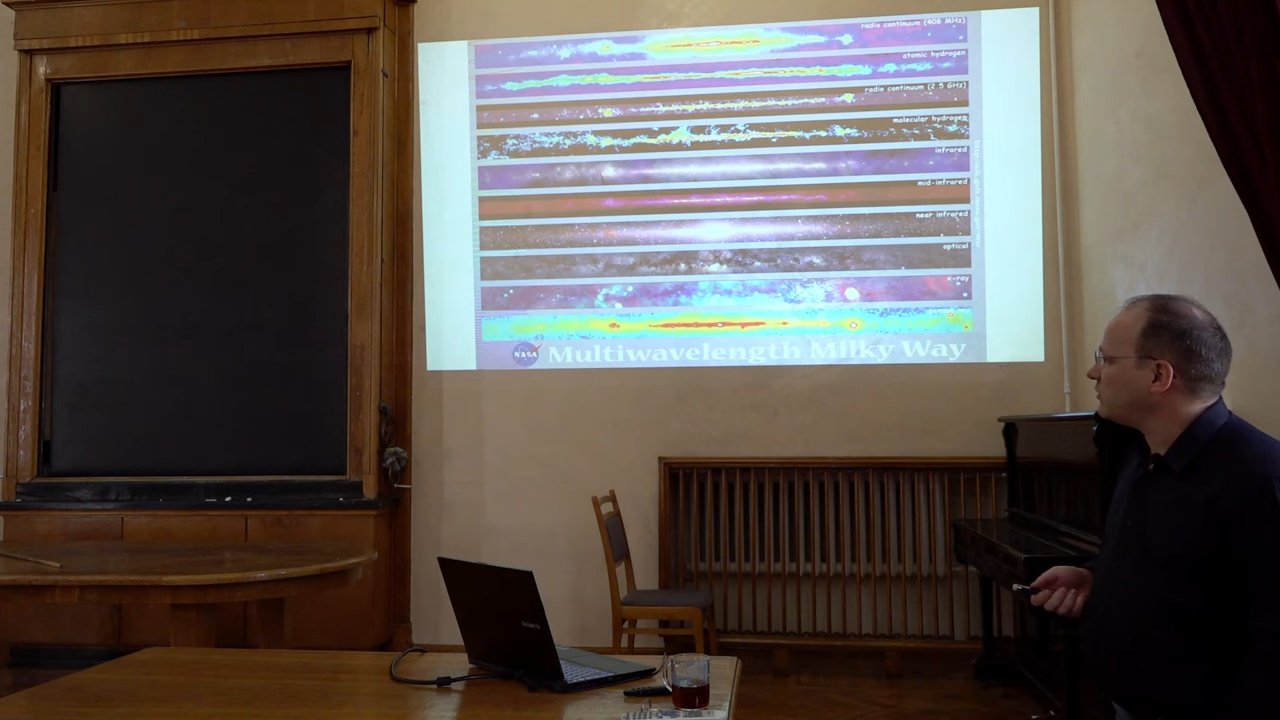 radio continuum (408 MHz)
atomic hydrogen
radio continuum (2.5 GHz)
molecular hydrogen
infrared
mid-infrared
near infrared
optical
x-ray
NASA
Multiwavelength Milky Way